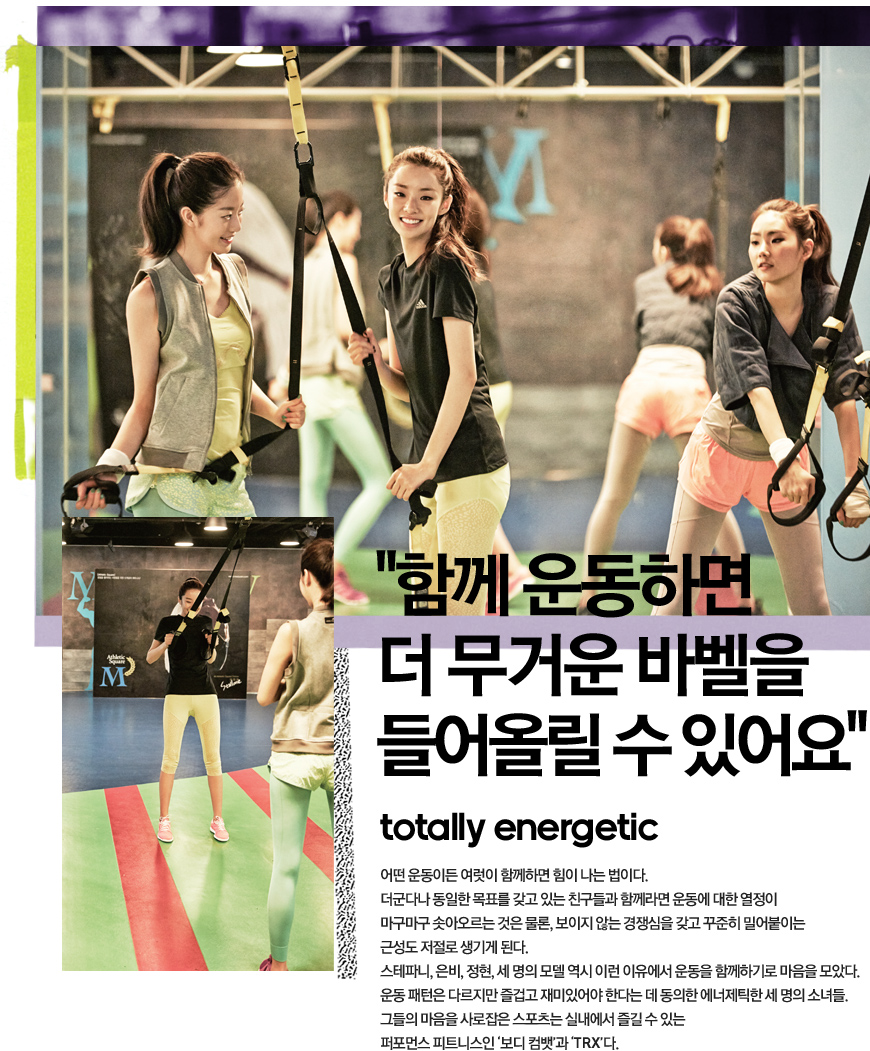 adidas
M
M
Athletic
Square
M
"함께 운동하면
더 무거운 바벨을
들어올릴 수 있어요"
totally energetic
어떤 운동이든 여럿이 함께하면 힘이 나는 법이다.
더군다나 동일한 목표를 갖고 있는 친구들과 함께라면 운동에 대한 열정이
마구마구 솟아오르는 것은 물론, 보이지 않는 경쟁심을 갖고 꾸준히 밀어붙이는
근성도 저절로 생기게 된다.
스테파니, 은비, 정현, 세 명의 모델 역시 이런 이유에서 운동을 함께하기로 마음을 모았다.
운동 패턴은 다르지만 즐겁고 재미있어야 한다는 데 동의한 에너제틱한 세 명의 소녀들.
그들의 마음을 사로잡은 스포츠는 실내에서 즐길 수 있는
퍼포먼스 피트니스인 ‘보디 컴뱃’과 ‘TRX’다.